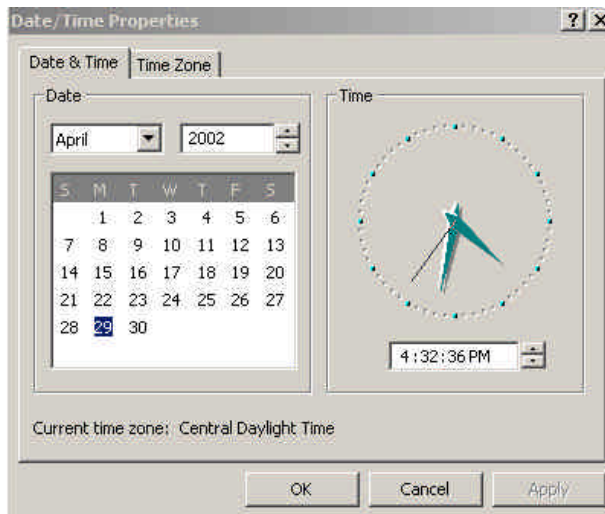 Date/Time Properties
Date & Time Time Zone
Date
April 2002
S M T W T F S
1 2 3 4 5 6
7 8 9 10 11 12 13
14 15 16 17 18 19 20
21 22 23 24 25 26 27
28 29 30
Time
4:32:36 PM
Current time zone: Central Daylight Time
OK Cancel Apply